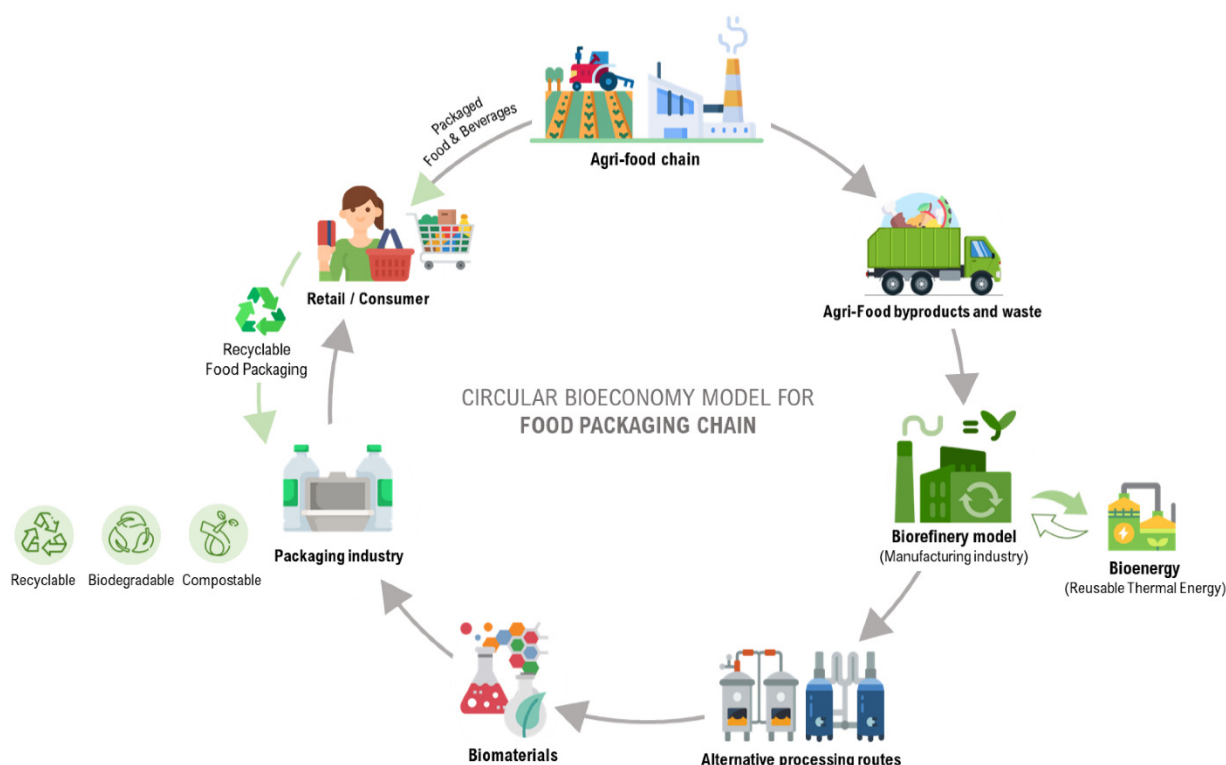 Packaged
Food & Beverages
Agri-food chain
Retail / Consumer
Agri-Food byproducts and waste
Recyclable
Food Packaging
CIRCULAR BIOECONOMY MODEL FOR
FOOD PACKAGING CHAIN
Biorefinery model
(Manufacturing industry)
Bioenergy
(Reusable Thermal Energy)
Packaging industry
Recyclable
Biodegradable
Compostable
Biomaterials
Alternative processing routes